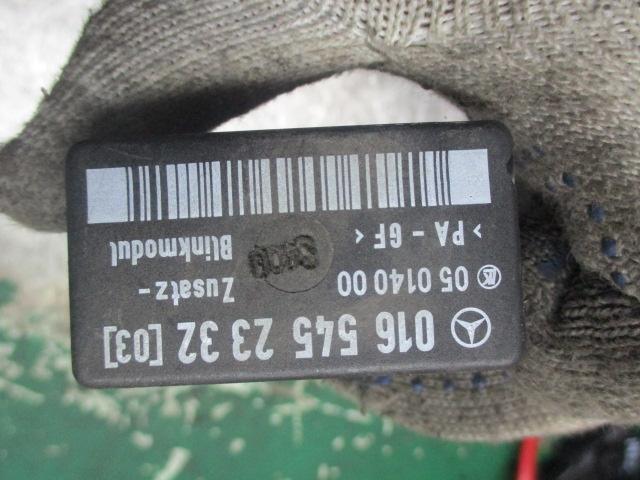 016 545 23 32 [03]
05 0140 00 Zusatz-
> PA - 6F < Blinkmodul